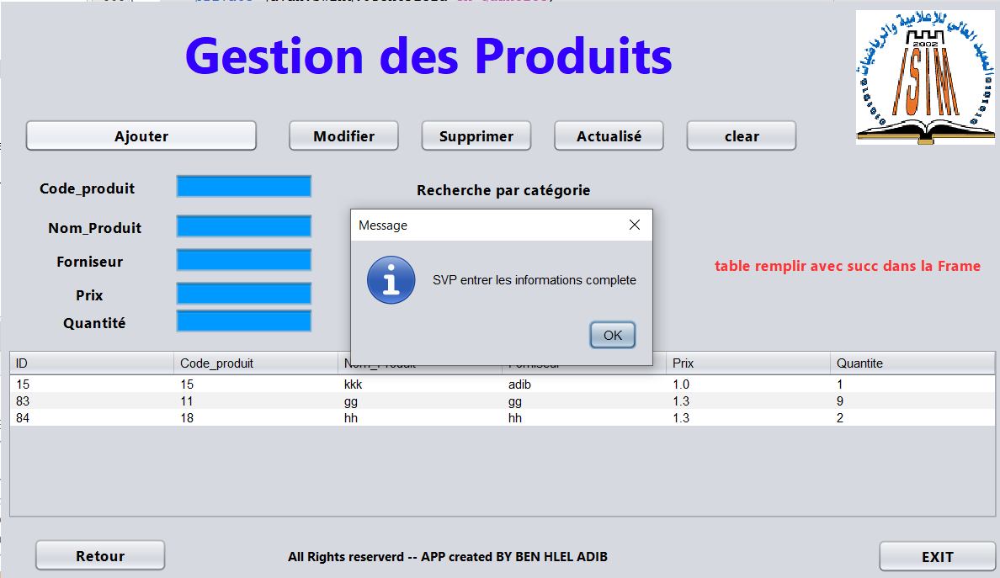 Gestion des Produits
المعهد العالي للإعلامية والرياضيات
2002
ISIM
Ajouter
Modifier
Supprimer
Actualisé
clear
Code_produit
Recherche par catégorie
Nom_Produit
Forniseur
Prix
Quantité
Message
SVP entrer les informations complete
OK
table remplir avec succ dans la Frame
ID Code_produit Nom_Produit Forniseur Prix Quantite
15 15 kkk adib 1.0 1
83 11 gg gg 1.3 9
84 18 hh hh 1.3 2
Retour
All Rights reserverd -- APP created BY BEN HLEL ADIB
EXIT